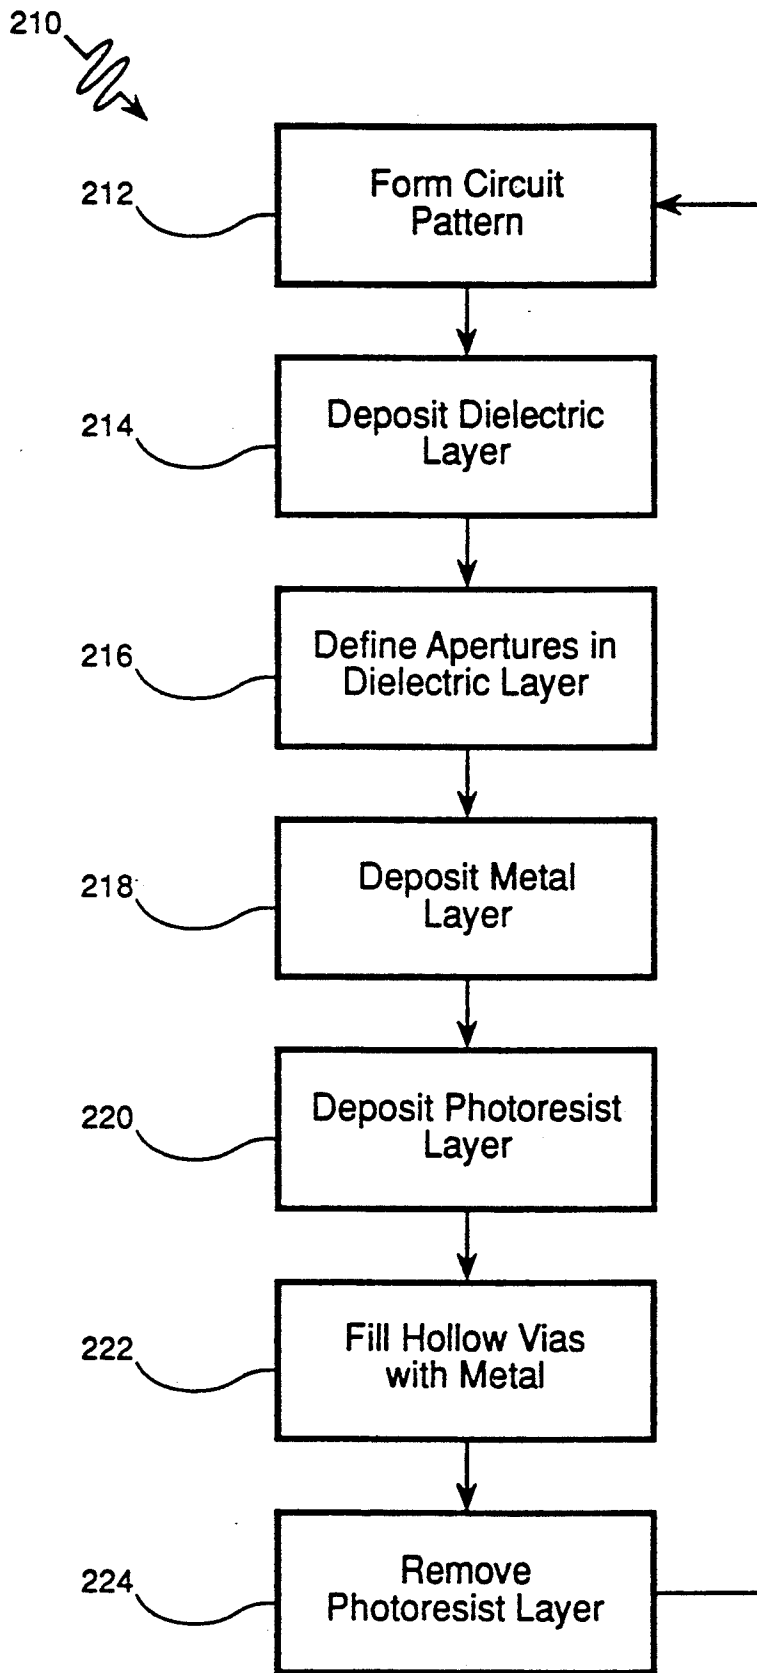 210
212
Form Circuit
Pattern
214
Deposit Dielectric
Layer
216
Define Apertures in
Dielectric Layer
218
Deposit Metal
Layer
220
Deposit Photoresist
Layer
222
Fill Hollow Vias
with Metal
224
Remove
Photoresist Layer